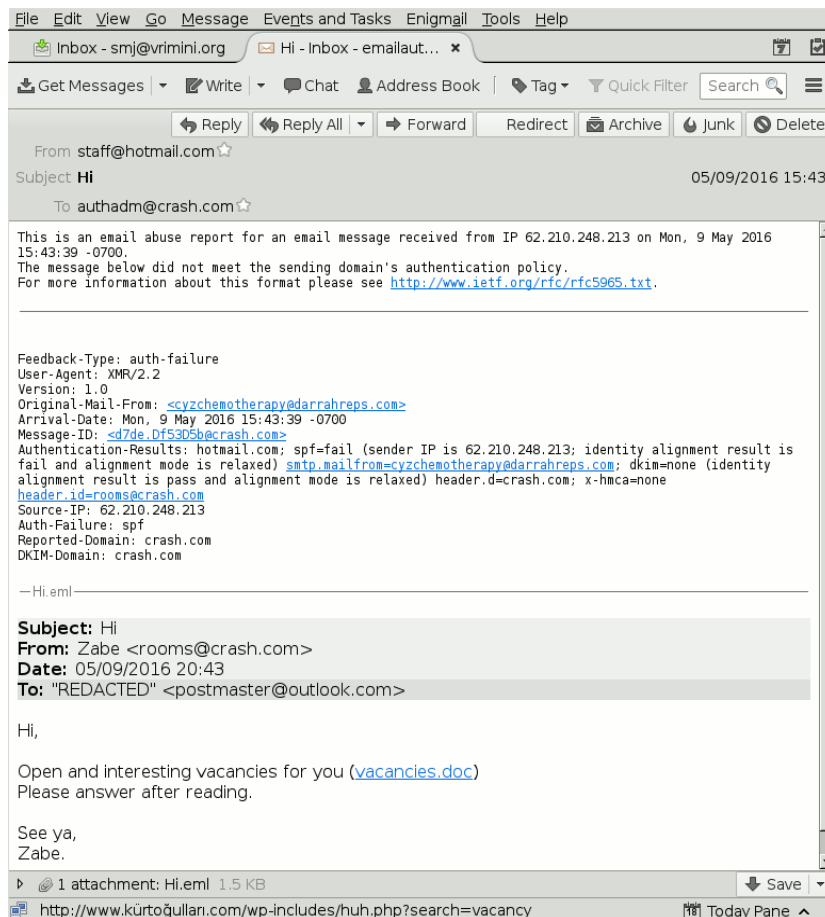 File Edit View Go Message Events and Tasks Enigmail Tools Help
Inbox - smj@vrimini.org Hi - Inbox - emailaut... ×
Get Messages Write Chat Address Book Tag Quick Filter Search
Reply Reply All Forward Redirect Archive Junk Delete
From staff@hotmail.com
Subject Hi 05/09/2016 15:43
To authadm@crash.com
This is an email abuse report for an email message received from IP 62.210.248.213 on Mon, 9 May 2016
15:43:39 -0700.
The message below did not meet the sending domain's authentication policy.
For more information about this format please see http://www.ietf.org/rfc/rfc5965.txt.
Feedback-Type: auth-failure
User-Agent: XMR/2.2
Version: 1.0
Original-Mail-From: <cyzchemotherapy@darrahreps.com>
Arrival-Date: Mon, 9 May 2016 15:43:39 -0700
Message-ID: <d7de.Df53D5b@crash.com>
Authentication-Results: hotmail.com; spf=fail (sender IP is 62.210.248.213; identity alignment result is
fail and alignment mode is relaxed) smtp.mailfrom=cyzchemotherapy@darrahreps.com; dkim=none (identity
alignment result is pass and alignment mode is relaxed) header.d=crash.com; x-hmca=none
header.id=rooms@crash.com
Source-IP: 62.210.248.213
Auth-Failure: spf
Reported-Domain: crash.com
DKIM-Domain: crash.com
Hi.eml
Subject: Hi
From: Zabe <rooms@crash.com>
Date: 05/09/2016 20:43
To: "REDACTED" <postmaster@outlook.com>
Hi,
Open and interesting vacancies for you (vacancies.doc)
Please answer after reading.
See ya,
Zabe.
1 attachment: Hi.eml 1.5 KB Save
http://www.kürtoğulları.com/wp-includes/huh.php?search=vacancy Today Pane